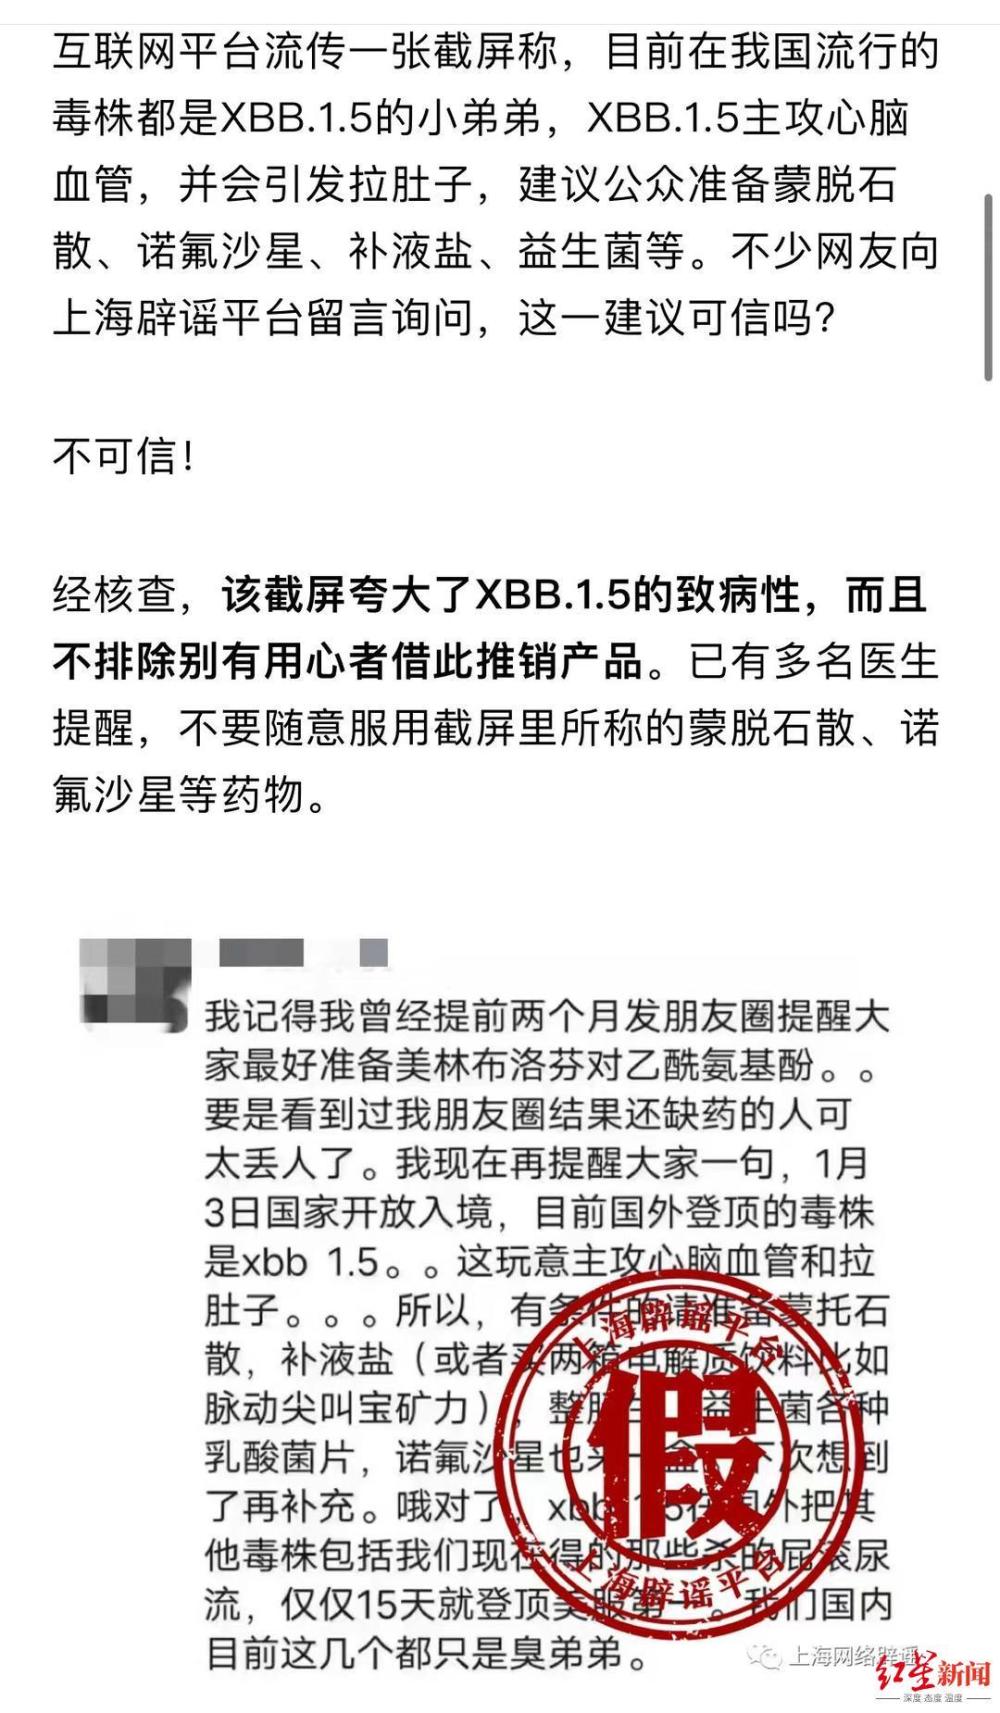 互联网平台流传一张截屏称，目前在我国流行的
毒株都是XBB.1.5的小弟弟，XBB.1.5主攻心脑
血管，并会引发拉肚子，建议公众准备蒙脱石
散、诺氟沙星、补液盐、益生菌等。不少网友向
上海辟谣平台留言询问，这一建议可信吗？
不可信！
经核查，该截屏夸大了XBB.1.5的致病性，而且
不排除别有用心者借此推销产品。已有多名医生
提醒，不要随意服用截屏里所称的蒙脱石散、诺
氟沙星等药物。
我记得我曾经提前两个月发朋友圈提醒大
家最好准备美林布洛芬对乙酰氨基酚。。
要是看到过我朋友圈结果还缺药的人可
太丢人了。我现在再提醒大家一句，1月
3日国家开放入境，目前国外登顶的毒株
是xbb 1.5。。这玩意主攻心脑血管和拉
肚子。。。所以，有条件的请准备蒙托石
散，补液盐（或者买两箱电解质饮料比如
脉动尖叫宝矿力），整肠生 益生菌各种
乳酸菌片，诺氟沙星也来一盒 下次想到
了再补充。哦对了 xbb 1.5在国外把其
他毒株包括我们现在得的那些杀的屁滚尿
流，仅仅15天就登顶美服第一。我们国内
目前这几个都只是臭弟弟。
上海辟谣平台
假
上海辟谣平台
上海网络辟谣
红星新闻
深度 态度 温度